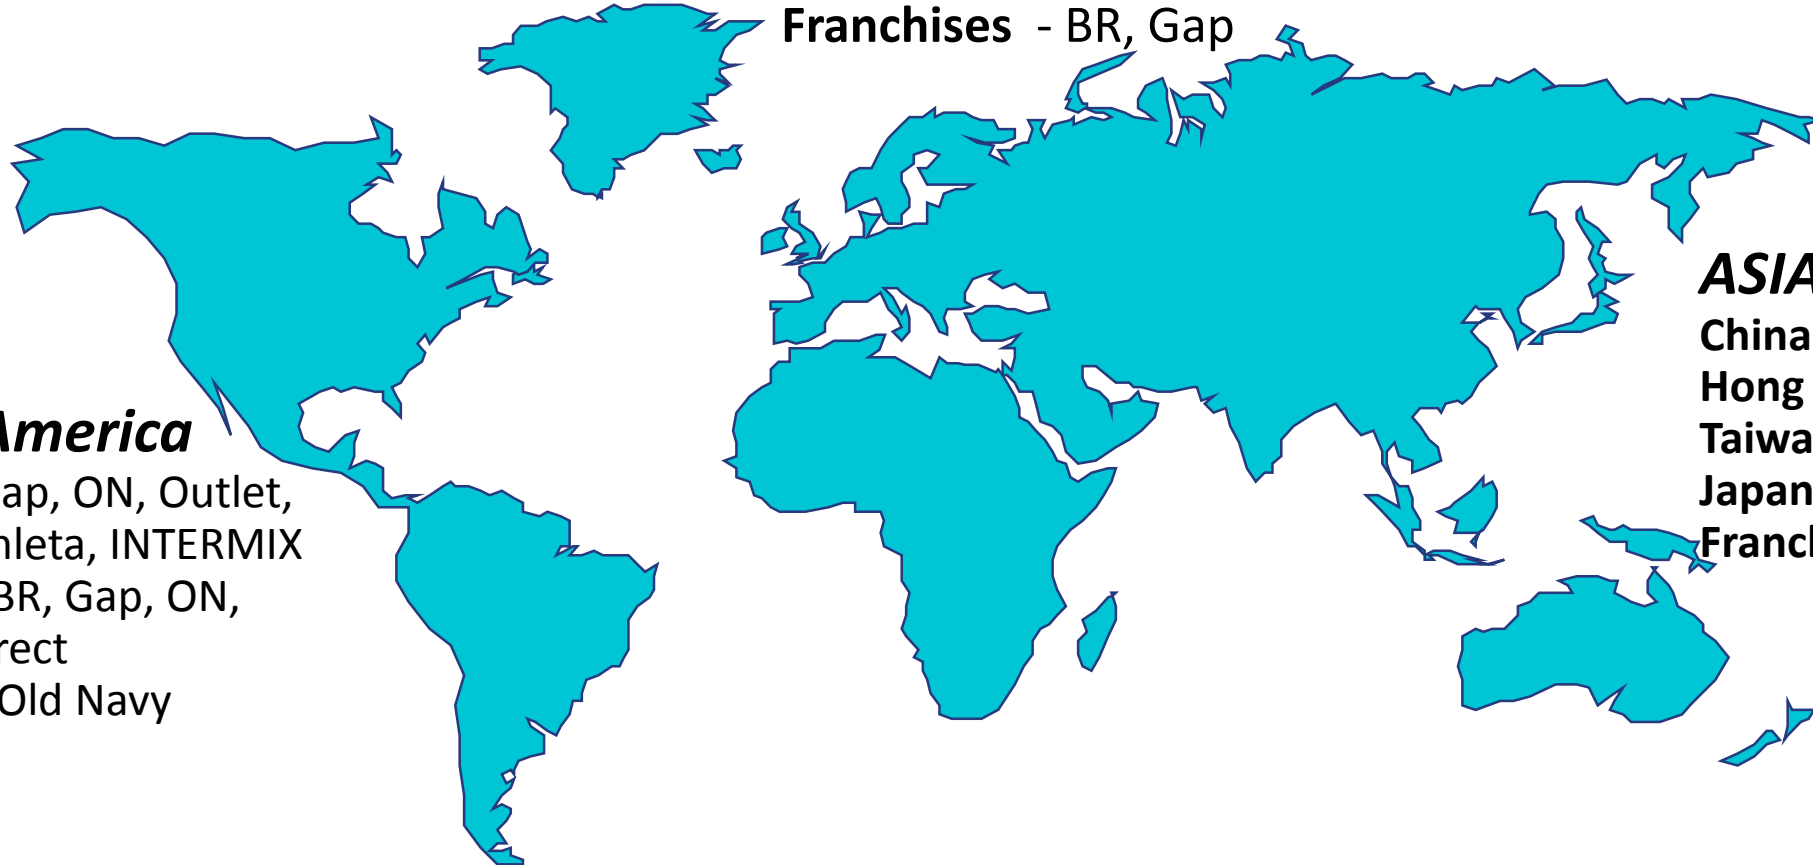 Franchises - BR, Gap
America
ap, ON, Outlet,
hleta, INTERMIX
BR, Gap, ON,
rect
Old Navy
ASIA
China
Hong
Taiwa
Japan
Franch